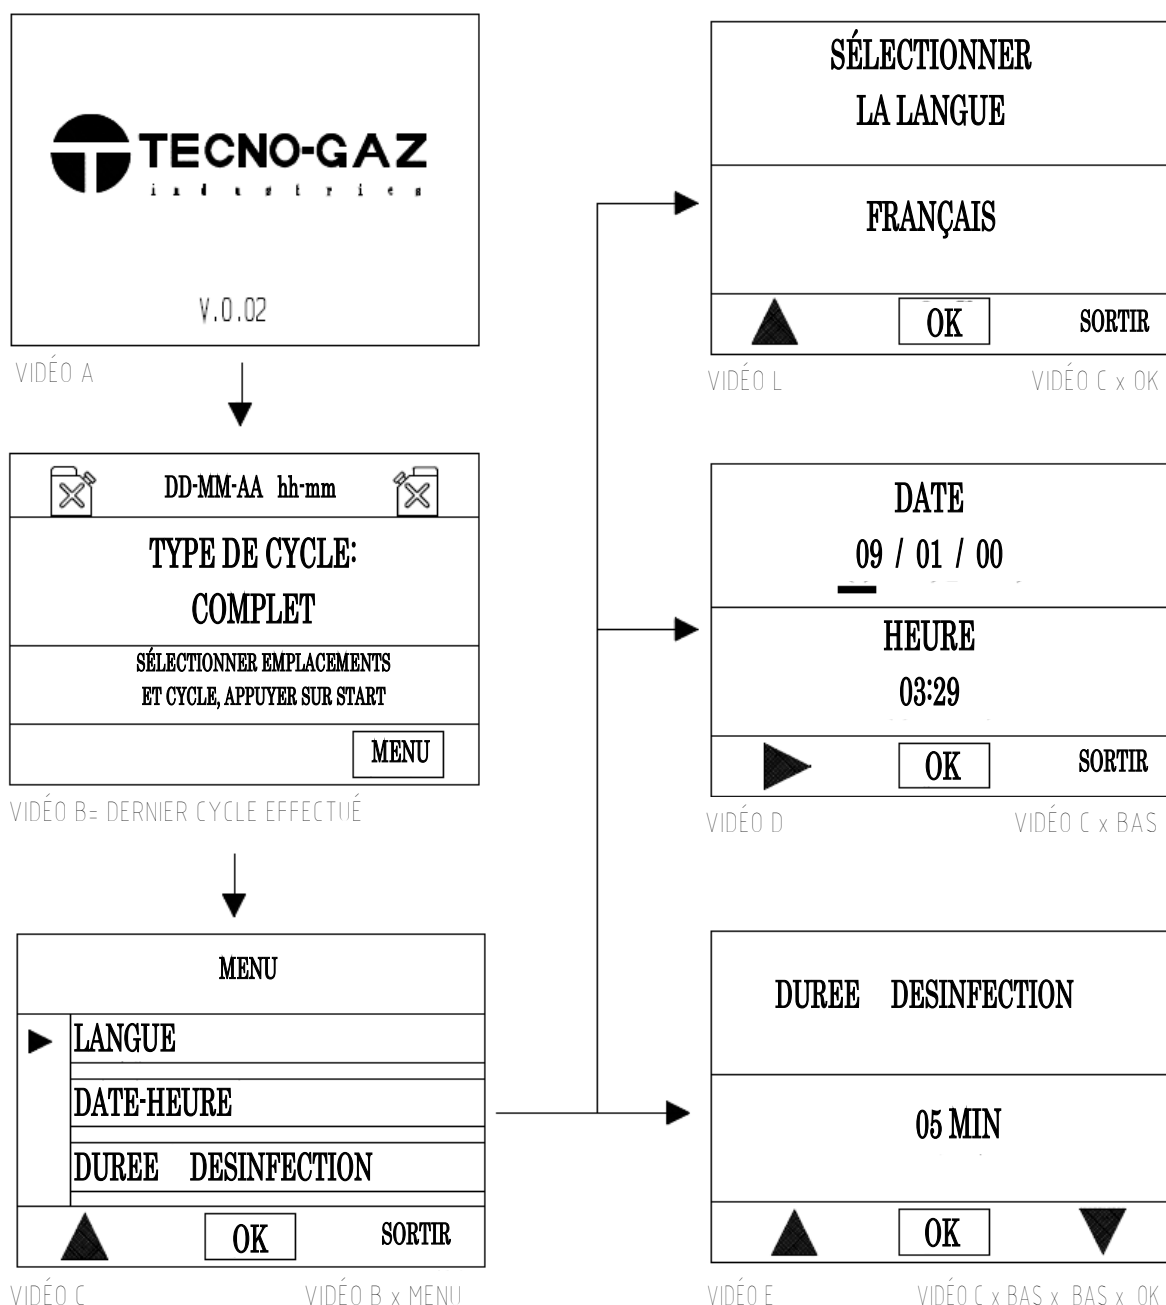 TECNO-GAZ
industries
V.0.02
VIDÉO A
DD-MM-AA hh-mm
TYPE DE CYCLE:
COMPLET
SÉLECTIONNER EMPLACEMENTS
ET CYCLE, APPUYER SUR START
MENU
VIDÉO B= DERNIER CYCLE EFFECTUÉ
MENU
LANGUE
DATE-HEURE
DUREE DESINFECTION
OK
SORTIR
VIDÉO C
VIDÉO B x MENU
SÉLECTIONNER
LA LANGUE
FRANÇAIS
OK
SORTIR
VIDÉO L
VIDÉO C x OK
DATE
09 / 01 / 00
HEURE
03:29
OK
SORTIR
VIDÉO D
VIDÉO C x BAS
DUREE DESINFECTION
05 MIN
OK
VIDÉO E
VIDÉO C x BAS x BAS x OK